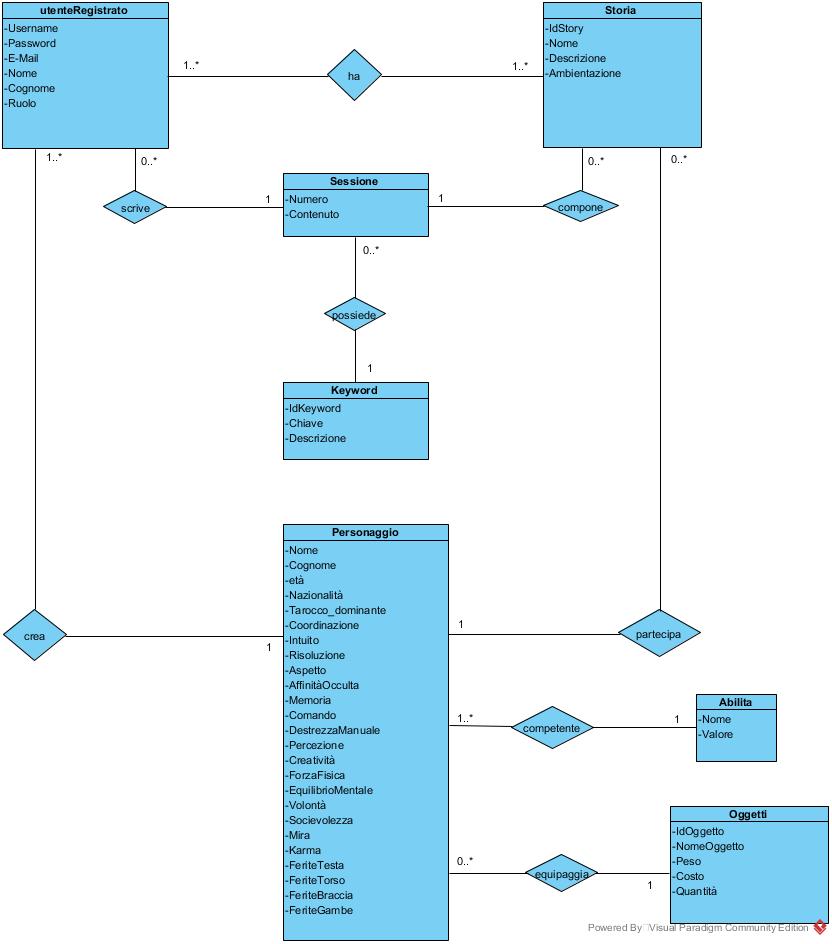 utenteRegistrato
-Username
-Password
-E-Mail
-Nome
-Cognome
-Ruolo
1..*
ha
1..*
Storia
-IdStory
-Nome
-Descrizione
-Ambientazione
1..*
0..*
scrive
1
Sessione
-Numero
-Contenuto
1
compone
0..*
0..*
0..*
possiede
1
Keyword
-IdKeyword
-Chiave
-Descrizione
crea
1
Personaggio
-Nome
-Cognome
-età
-Nazionalità
-Tarocco_dominante
-Coordinazione
-Intuito
-Risoluzione
-Aspetto
-AffinitàOcculta
-Memoria
-Comando
-DestrezzaManuale
-Percezione
-Creatività
-ForzaFisica
-EquilibrioMentale
-Volontà
-Socievolezza
-Mira
-Karma
-FeriteTesta
-FeriteTorso
-FeriteBraccia
-FeriteGambe
1
partecipa
1..*
competente
1
Abilita
-Nome
-Valore
0..*
equipaggia
1
Oggetti
-IdOggetto
-NomeOggetto
-Peso
-Costo
-Quantità
Powered By Visual Paradigm Community Edition